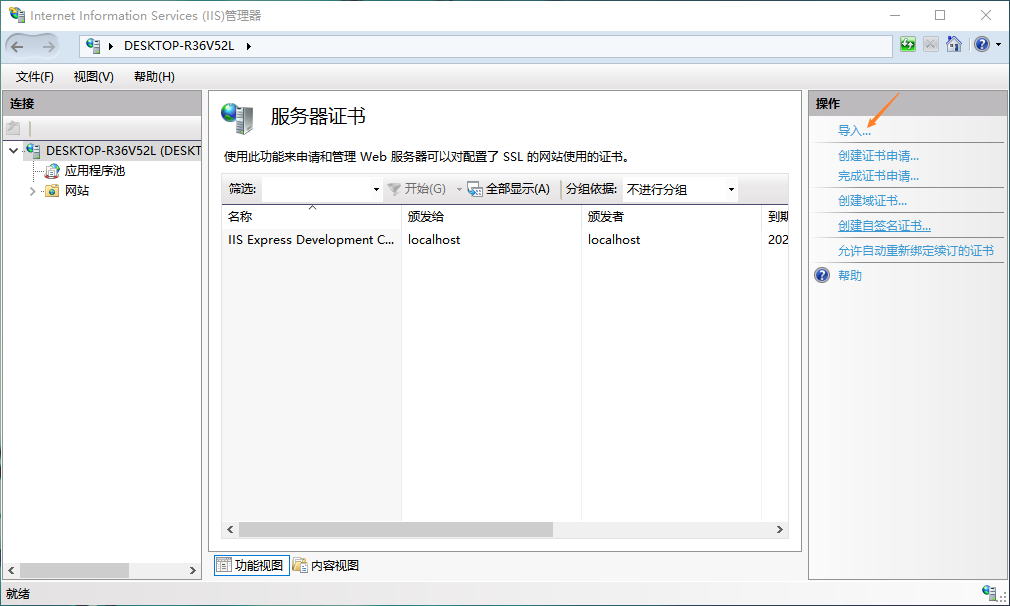 Internet Information Services (IIS)管理器
DESKTOP-R36V52L
文件(F) 视图(V) 帮助(H)
连接
DESKTOP-R36V52L (DESKT
应用程序池
网站
服务器证书
使用此功能来申请和管理 Web 服务器可以对配置了 SSL 的网站使用的证书。
筛选: 开始(G) 全部显示(A) 分组依据: 不进行分组
名称 颁发给 颁发者 到期
IIS Express Development C... localhost localhost 202
功能视图 内容视图
操作
导入...
创建证书申请...
完成证书申请...
创建域证书...
创建自签名证书...
允许自动重新绑定续订的证书
帮助
就绪